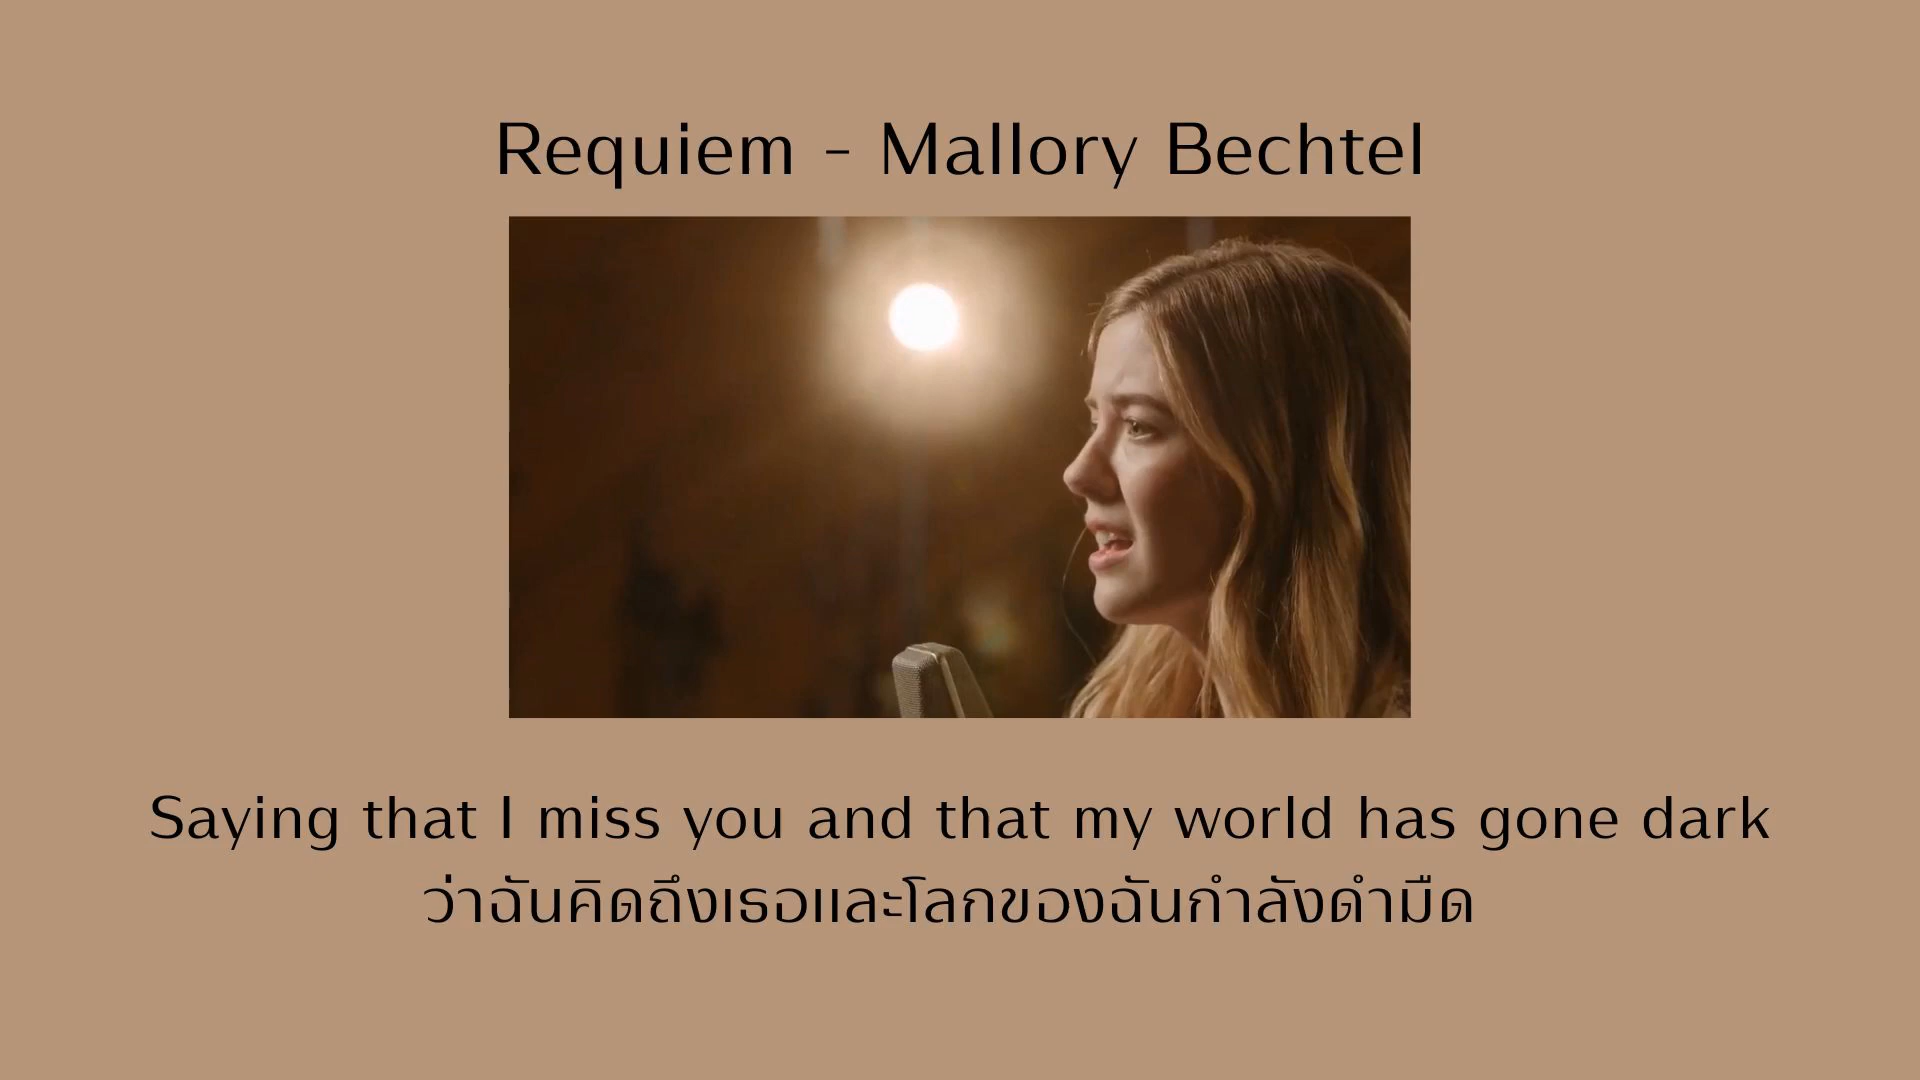 Requiem - Mallory Bechtel
Saying that I miss you and that my world has gone dark
ว่าฉันคิดถึงเธอและโลกของฉันกำลังดำมืด